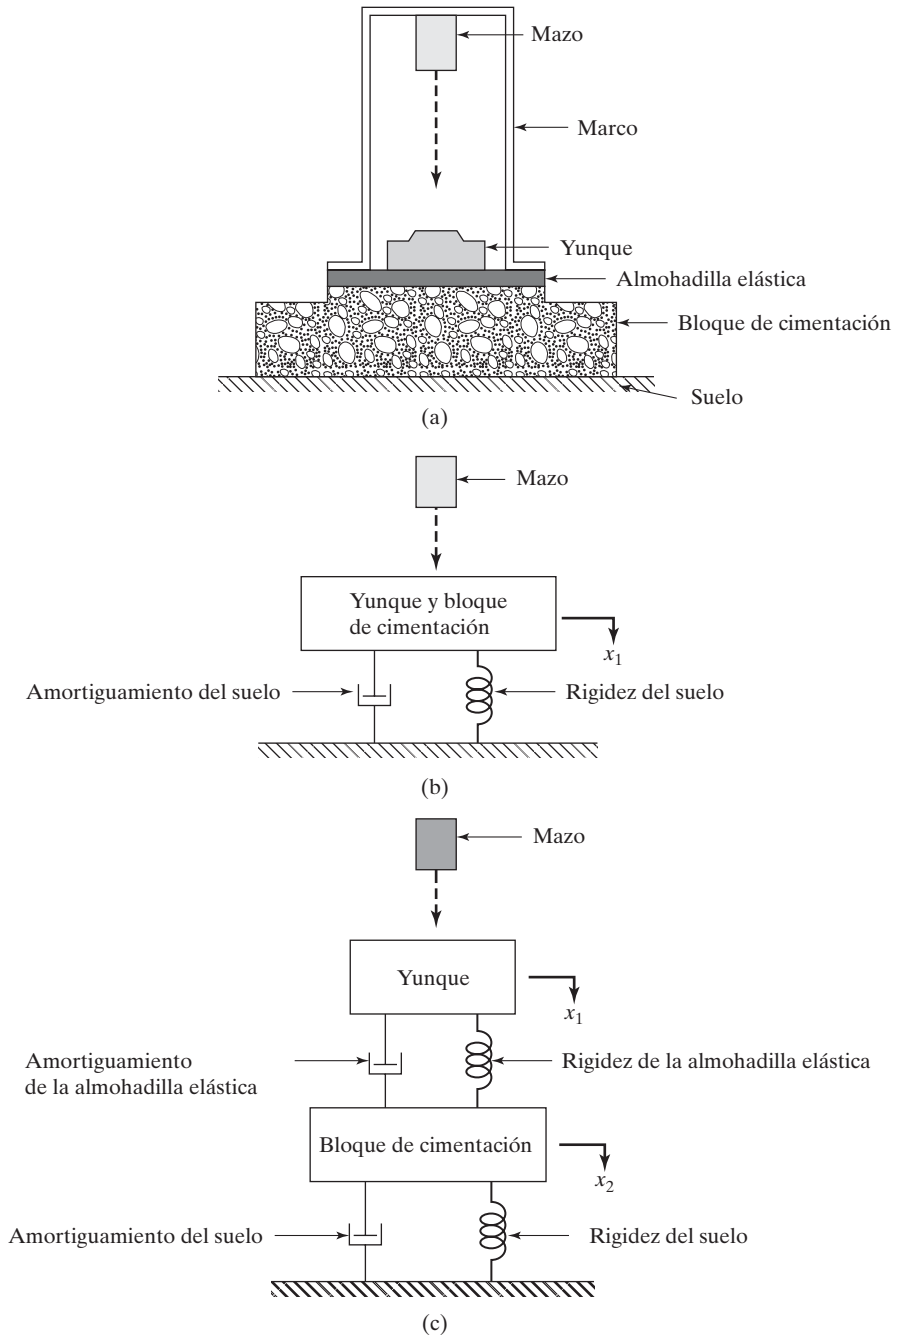 Mazo
Marco
Yunque
Almohadilla elástica
Bloque de cimentación
Suelo
(a)
Mazo
Yunque y bloque
de cimentación
x1
Amortiguamiento del suelo
Rigidez del suelo
(b)
Mazo
Yunque
x1
Amortiguamiento
de la almohadilla elástica
Rigidez de la almohadilla elástica
Bloque de cimentación
x2
Amortiguamiento del suelo
Rigidez del suelo
(c)